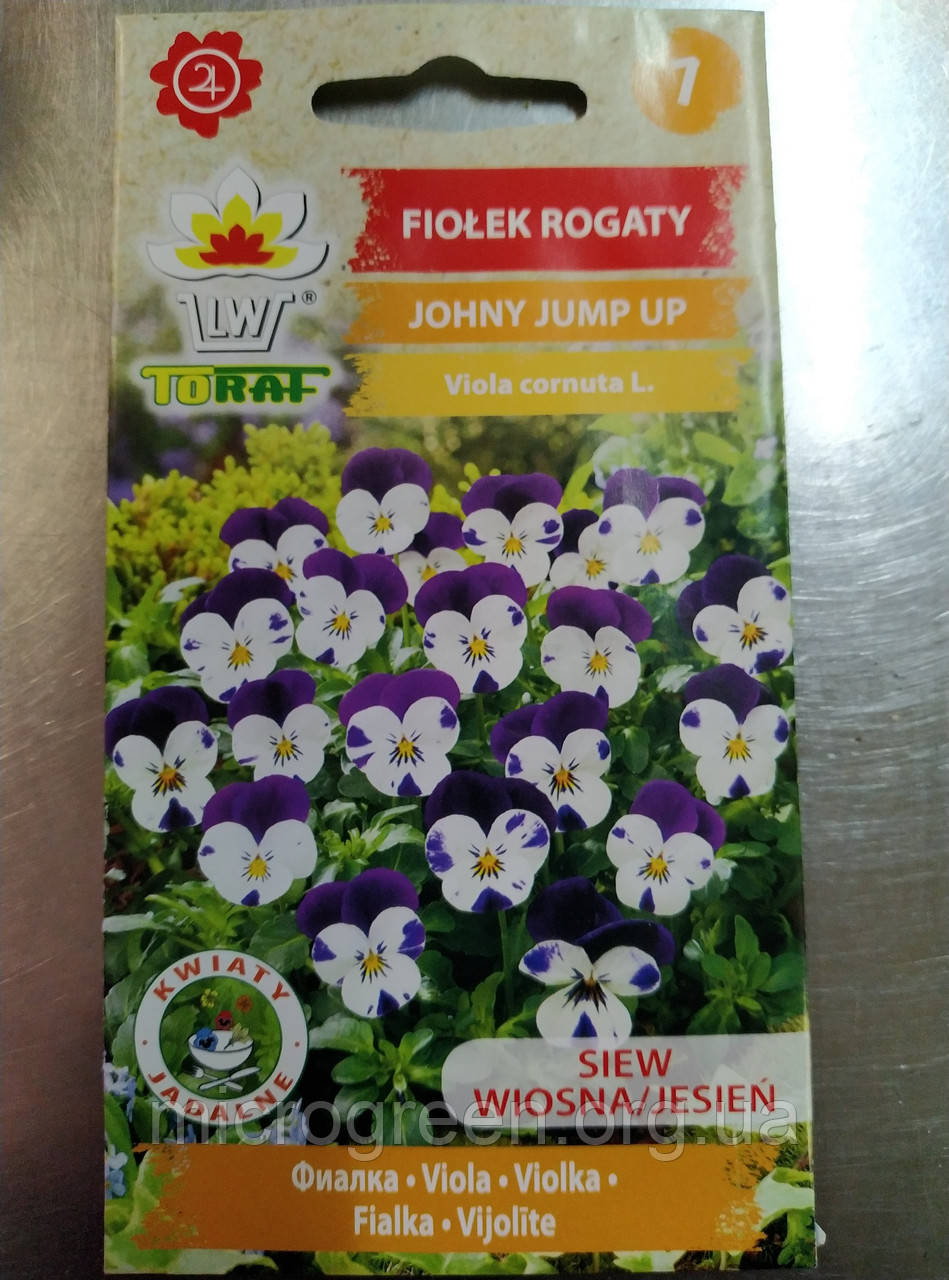 7
FIOŁEK ROGATY
JOHNY JUMP UP
Viola cornuta L.
LW®
TORAF
KWIATY
JADALNE
SIEW
WIOSNA/JESIEŃ
microgreen.org.ua
Фиалка • Viola • Violka •
Fialka • Vijolīte